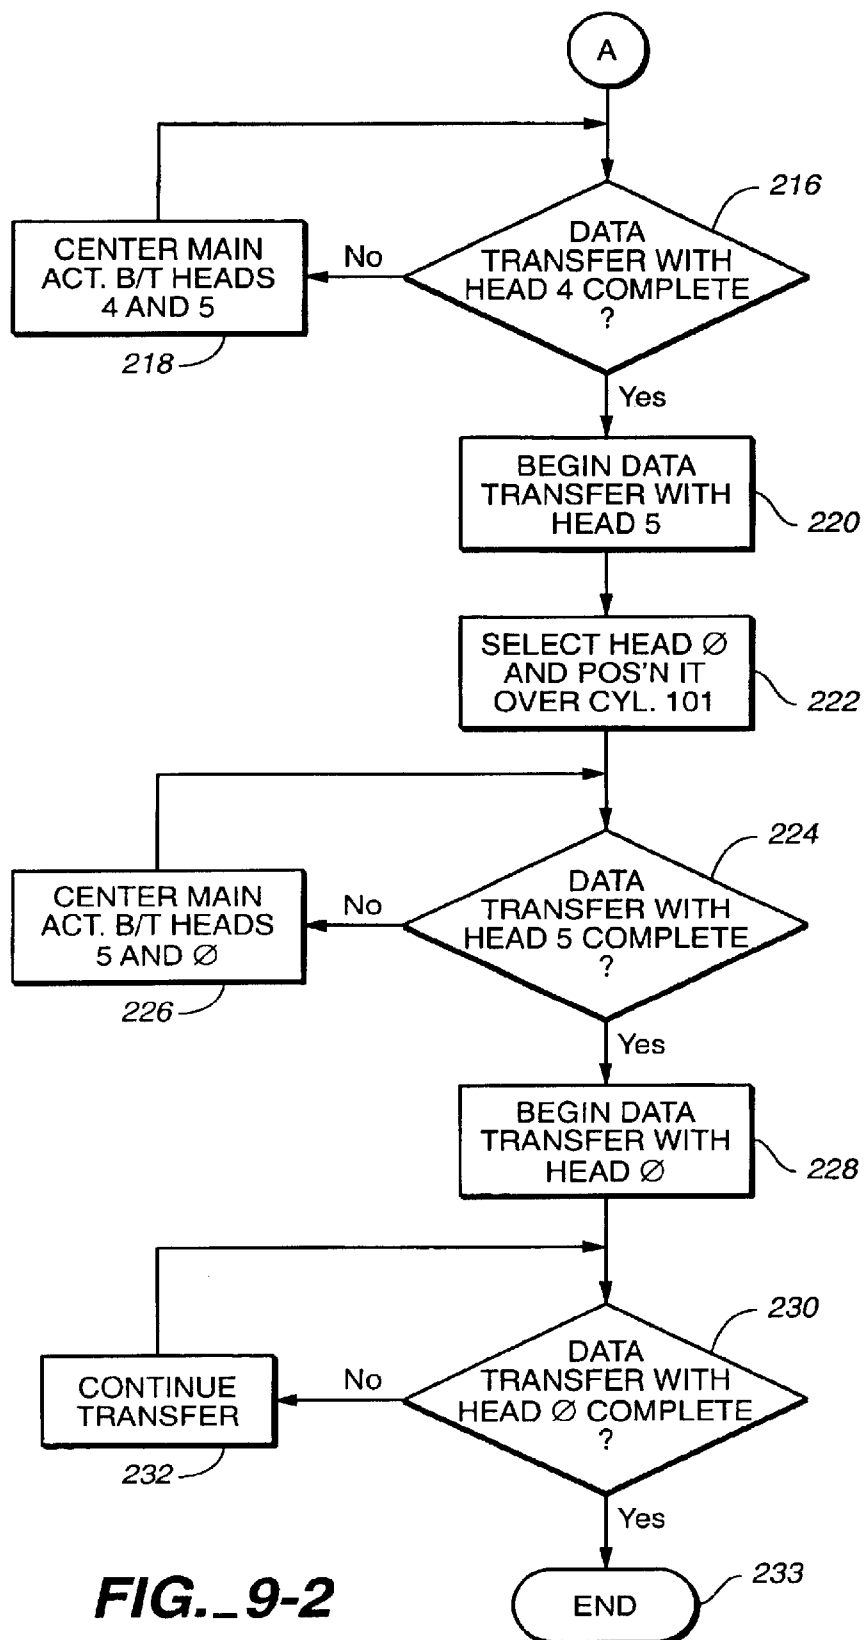 A
216
DATA
TRANSFER WITH
HEAD 4 COMPLETE
?
No
CENTER MAIN
ACT. B/T HEADS
4 AND 5
218
Yes
BEGIN DATA
TRANSFER WITH
HEAD 5
220
SELECT HEAD Ø
AND POS'N IT
OVER CYL. 101
222
224
DATA
TRANSFER WITH
HEAD 5 COMPLETE
?
No
CENTER MAIN
ACT. B/T HEADS
5 AND Ø
226
Yes
BEGIN DATA
TRANSFER WITH
HEAD Ø
228
230
DATA
TRANSFER WITH
HEAD Ø COMPLETE
?
No
CONTINUE
TRANSFER
232
Yes
END
233
FIG._9-2